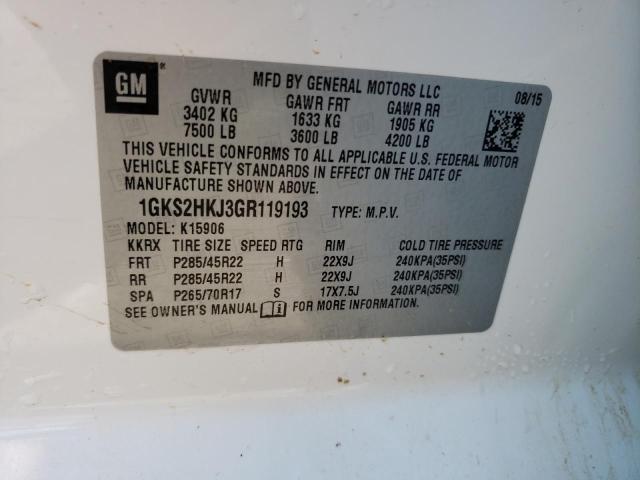 GM
MFD BY GENERAL MOTORS LLC
08/15
GVWR GAWR FRT GAWR RR
3402 KG 1633 KG 1905 KG
7500 LB 3600 LB 4200 LB
THIS VEHICLE CONFORMS TO ALL APPLICABLE U.S. FEDERAL MOTOR
VEHICLE SAFETY STANDARDS IN EFFECT ON THE DATE OF
MANUFACTURE SHOWN ABOVE.
1GKS2HKJ3GR119193 TYPE: M.P.V.
MODEL: K15906
KKRX TIRE SIZE SPEED RTG RIM COLD TIRE PRESSURE
FRT P285/45R22 H 22X9J 240KPA(35PSI)
RR P285/45R22 H 22X9J 240KPA(35PSI)
SPA P265/70R17 S 17X7.5J 240KPA(35PSI)
SEE OWNER'S MANUAL FOR MORE INFORMATION.